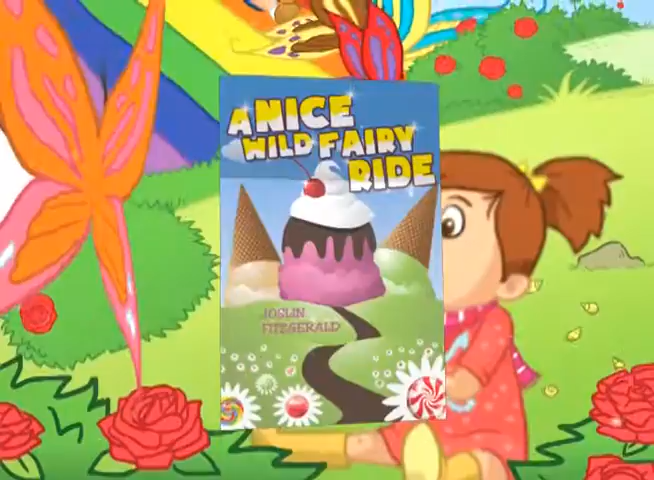 A NICE
WILD FAIRY
RIDE
JOSLIN
FITZGERALD